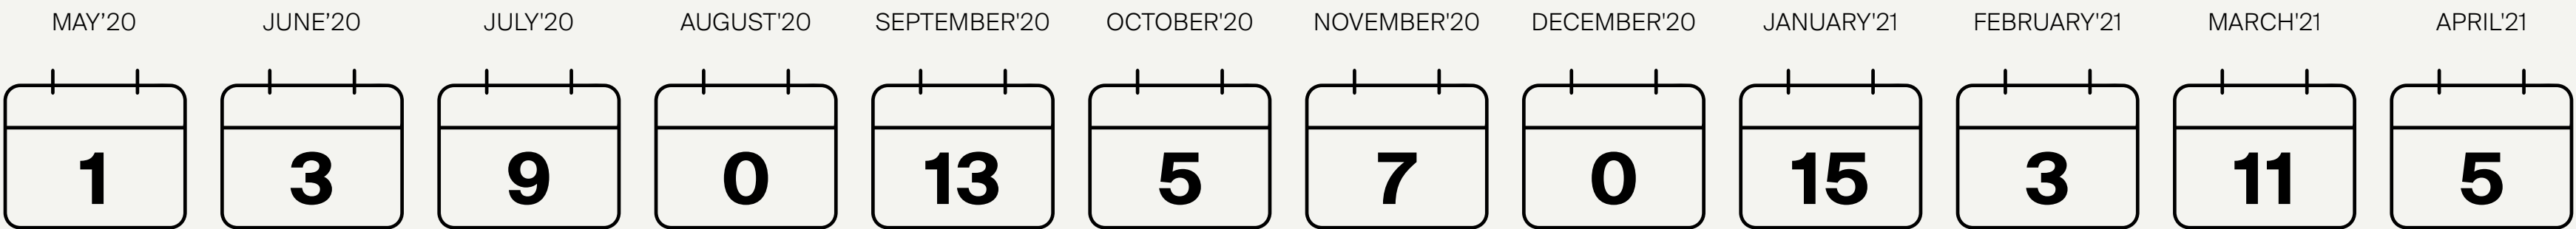 MAY’20 JUNE’20 JULY'20 AUGUST'20 SEPTEMBER'20 OCTOBER'20 NOVEMBER'20 DECEMBER'20 JANUARY'21 FEBRUARY'21 MARCH'21 APRIL'21
1 3 9 0 13 5 7 0 15 3 11 5